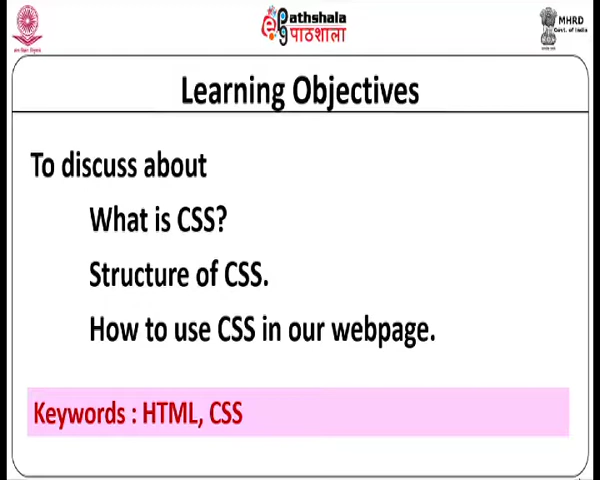 Pathshala
पाठशाला
MHRD
Govt. of India
Learning Objectives
To discuss about
What is CSS?
Structure of CSS.
How to use CSS in our webpage.
Keywords : HTML, CSS